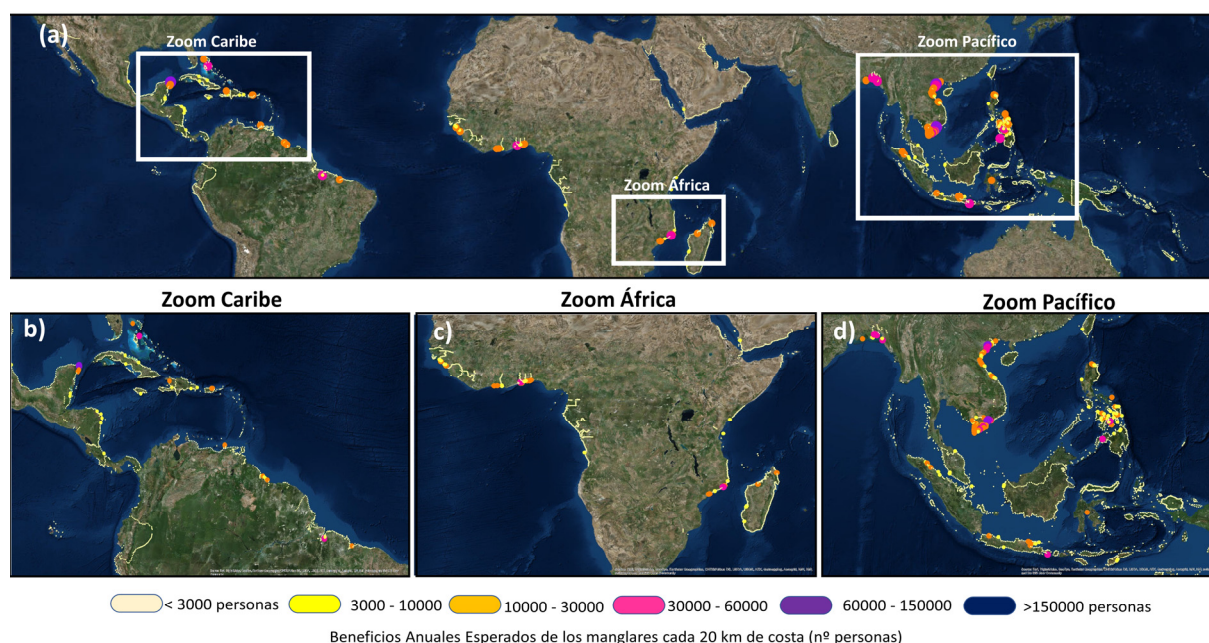 (a)
Zoom Caribe
Zoom Pacífico
Zoom África
Zoom Caribe
Zoom África
Zoom Pacífico
b)
c)
d)
< 3000 personas
3000 - 10000
10000 - 30000
30000 - 60000
60000 - 150000
>150000 personas
Beneficios Anuales Esperados de los manglares cada 20 km de costa (nº personas)